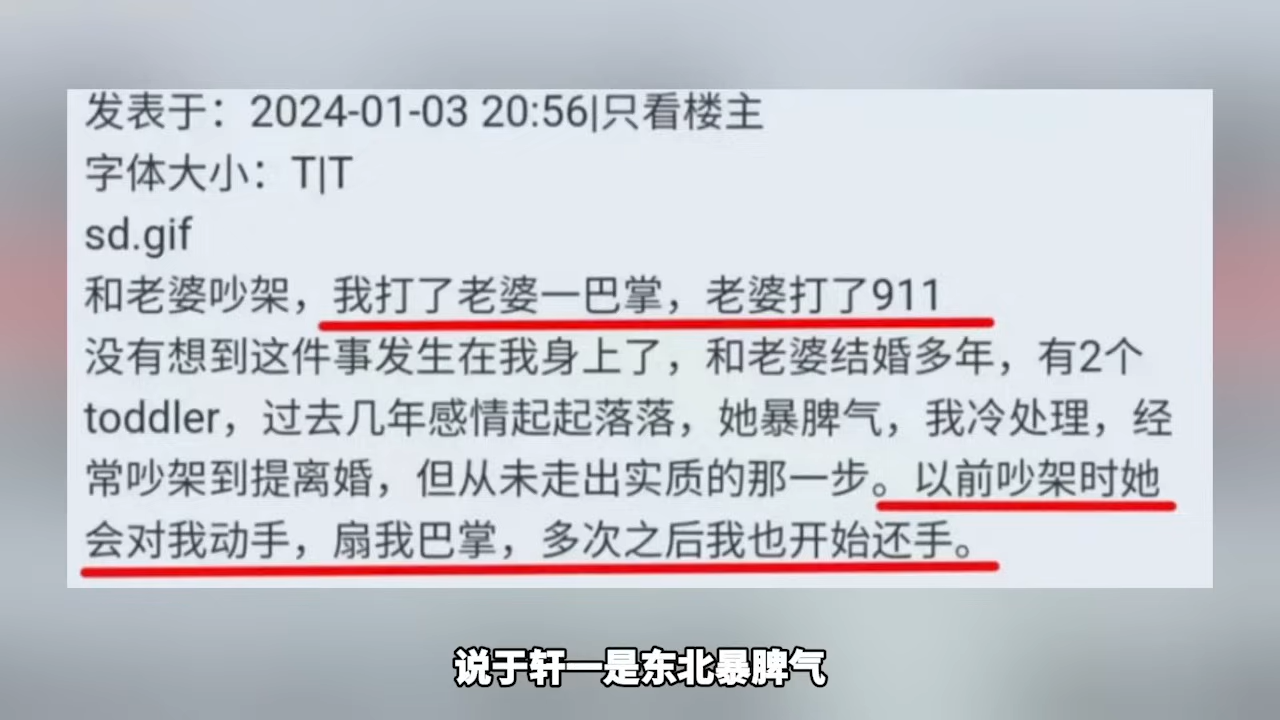 发表于：2024-01-03 20:56|只看楼主
字体大小：T|T
sd.gif
和老婆吵架，我打了老婆一巴掌，老婆打了911
没有想到这件事发生在我身上了，和老婆结婚多年，有2个
toddler，过去几年感情起起落落，她暴脾气，我冷处理，经
常吵架到提离婚，但从未走出实质的那一步。以前吵架时她
会对我动手，扇我巴掌，多次之后我也开始还手。
说于轩一是东北暴脾气